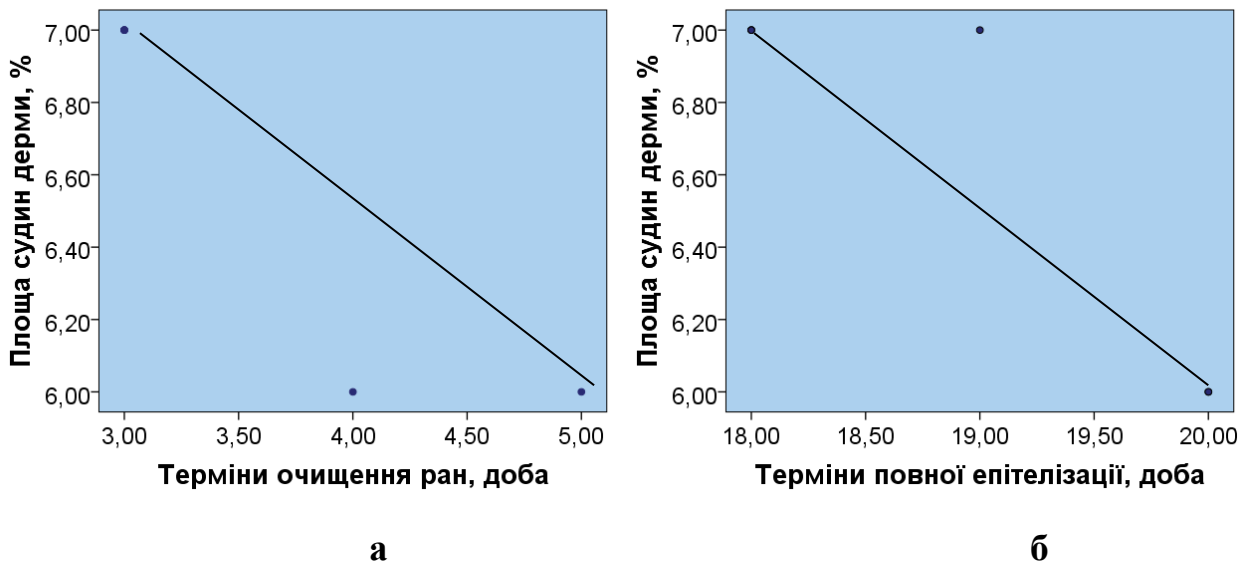 Площа судин дерми, %
7,00
6,80
6,60
6,40
6,20
6,00
3,00 3,50 4,00 4,50 5,00
Терміни очищення ран, доба
а
Площа судин дерми, %
7,00
6,80
6,60
6,40
6,20
6,00
18,00 18,50 19,00 19,50 20,00
Терміни повної епітелізації, доба
б